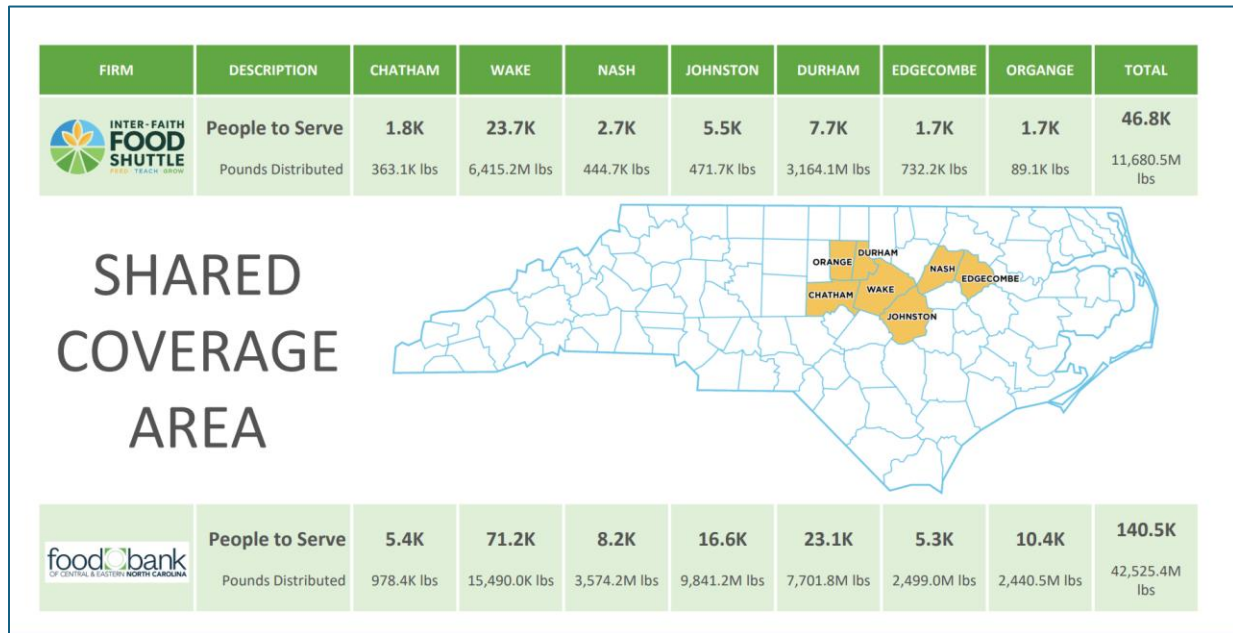 FIRM DESCRIPTION CHATHAM WAKE NASH JOHNSTON DURHAM EDGECOMBE ORGANGE TOTAL
INTER-FAITH
FOOD
SHUTTLE
FEED TEACH GROW
People to Serve 1.8K 23.7K 2.7K 5.5K 7.7K 1.7K 1.7K 46.8K
Pounds Distributed 363.1K lbs 6,415.2M lbs 444.7K lbs 471.7K lbs 3,164.1M lbs 732.2K lbs 89.1K lbs 11,680.5M
lbs
SHARED
COVERAGE
AREA
DURHAM
ORANGE
NASH
EDGECOMBE
WAKE
CHATHAM
JOHNSTON
food bank
OF CENTRAL & EASTERN NORTH CAROLINA
People to Serve 5.4K 71.2K 8.2K 16.6K 23.1K 5.3K 10.4K 140.5K
Pounds Distributed 978.4K lbs 15,490.0K lbs 3,574.2M lbs 9,841.2M lbs 7,701.8M lbs 2,499.0M lbs 2,440.5M lbs 42,525.4M
lbs